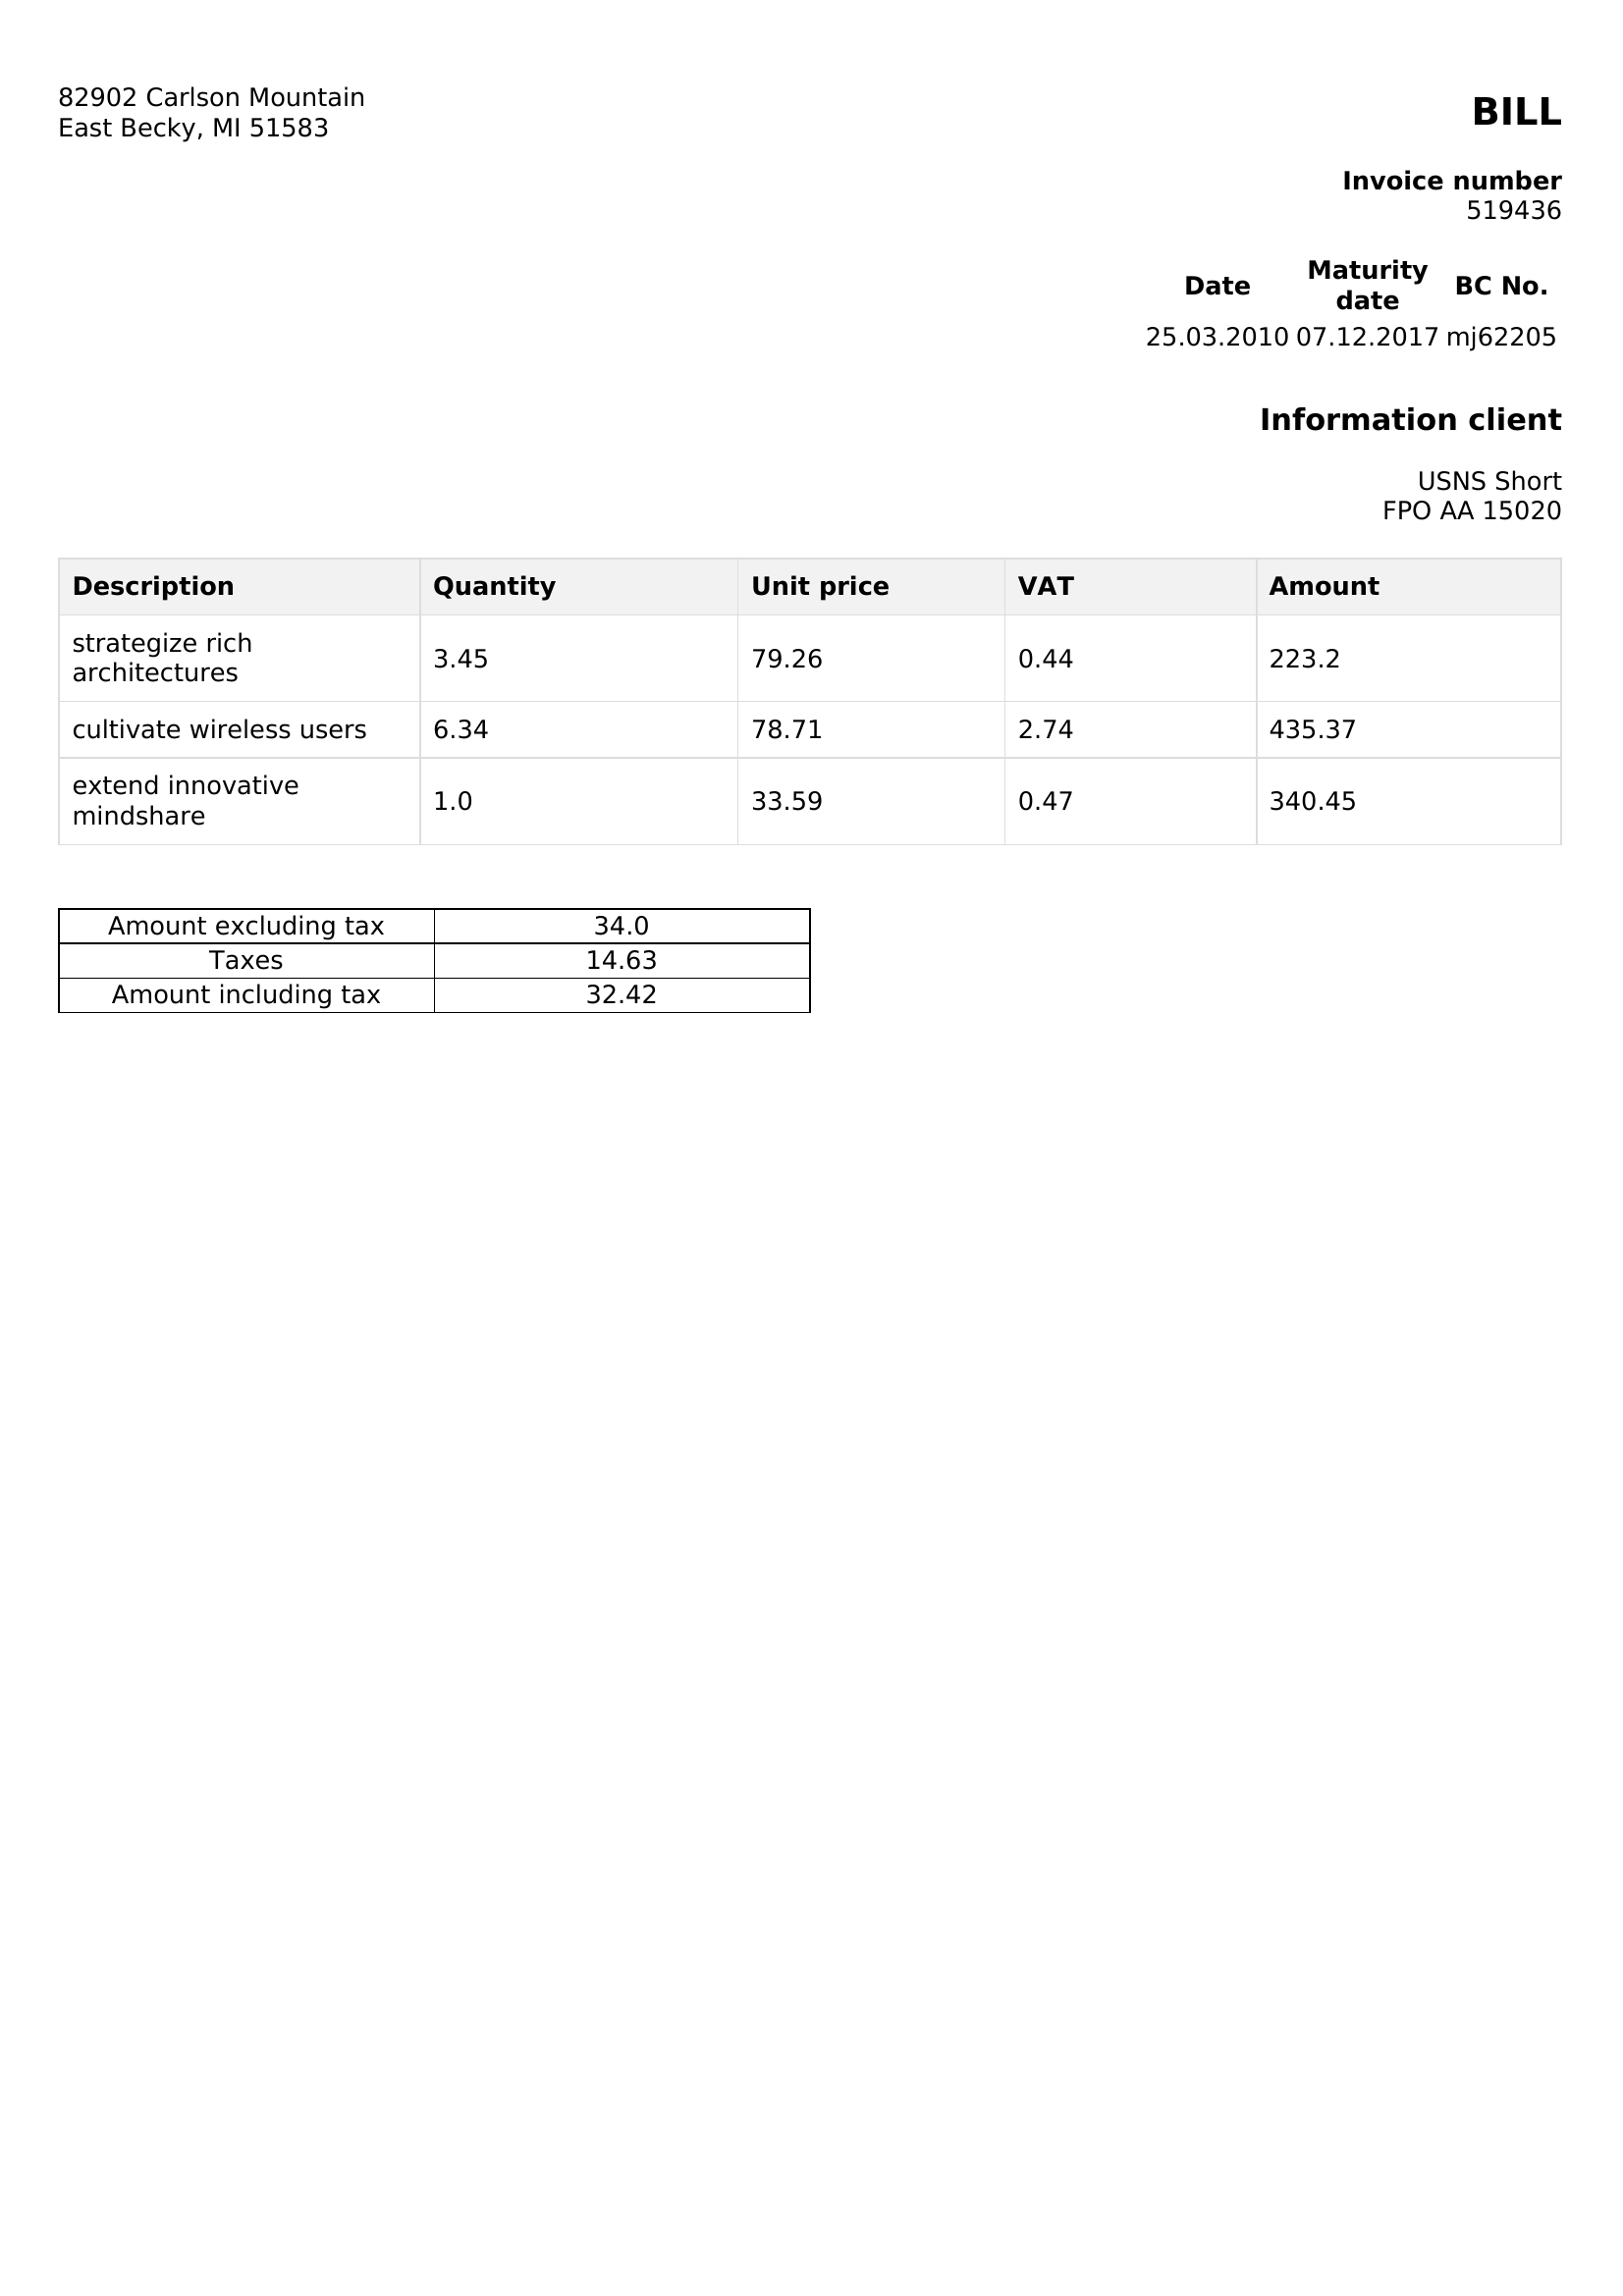 82902 Carlson Mountain
East Becky, MI 51583
BILL
Invoice number
519436
Date Maturity date BC No.
25.03.2010 07.12.2017 mj62205
Information client
USNS Short
FPO AA 15020
Description Quantity Unit price VAT Amount
strategize rich architectures 3.45 79.26 0.44 223.2
cultivate wireless users 6.34 78.71 2.74 435.37
extend innovative mindshare 1.0 33.59 0.47 340.45
Amount excluding tax 34.0
Taxes 14.63
Amount including tax 32.42